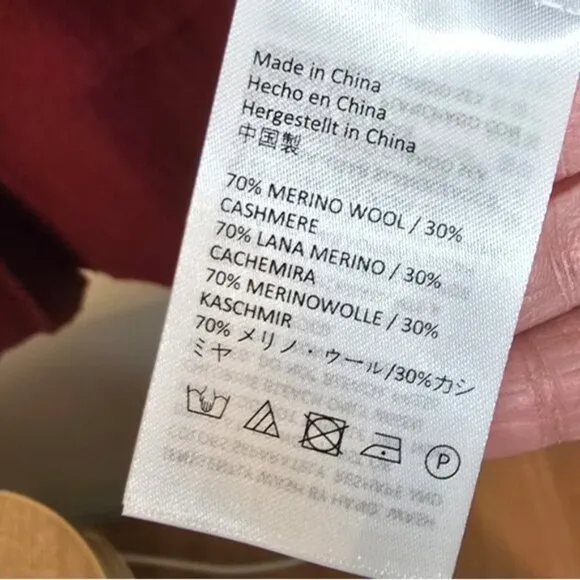 Made in China
Hecho en China
Hergestellt in China
中国製
70% MERINO WOOL / 30%
CASHMERE
70% LANA MERINO / 30%
CACHEMIRA
70% MERINOWOLLE / 30%
KASCHMIR
70% メリノ・ウール/30%カシ
ミヤ
P